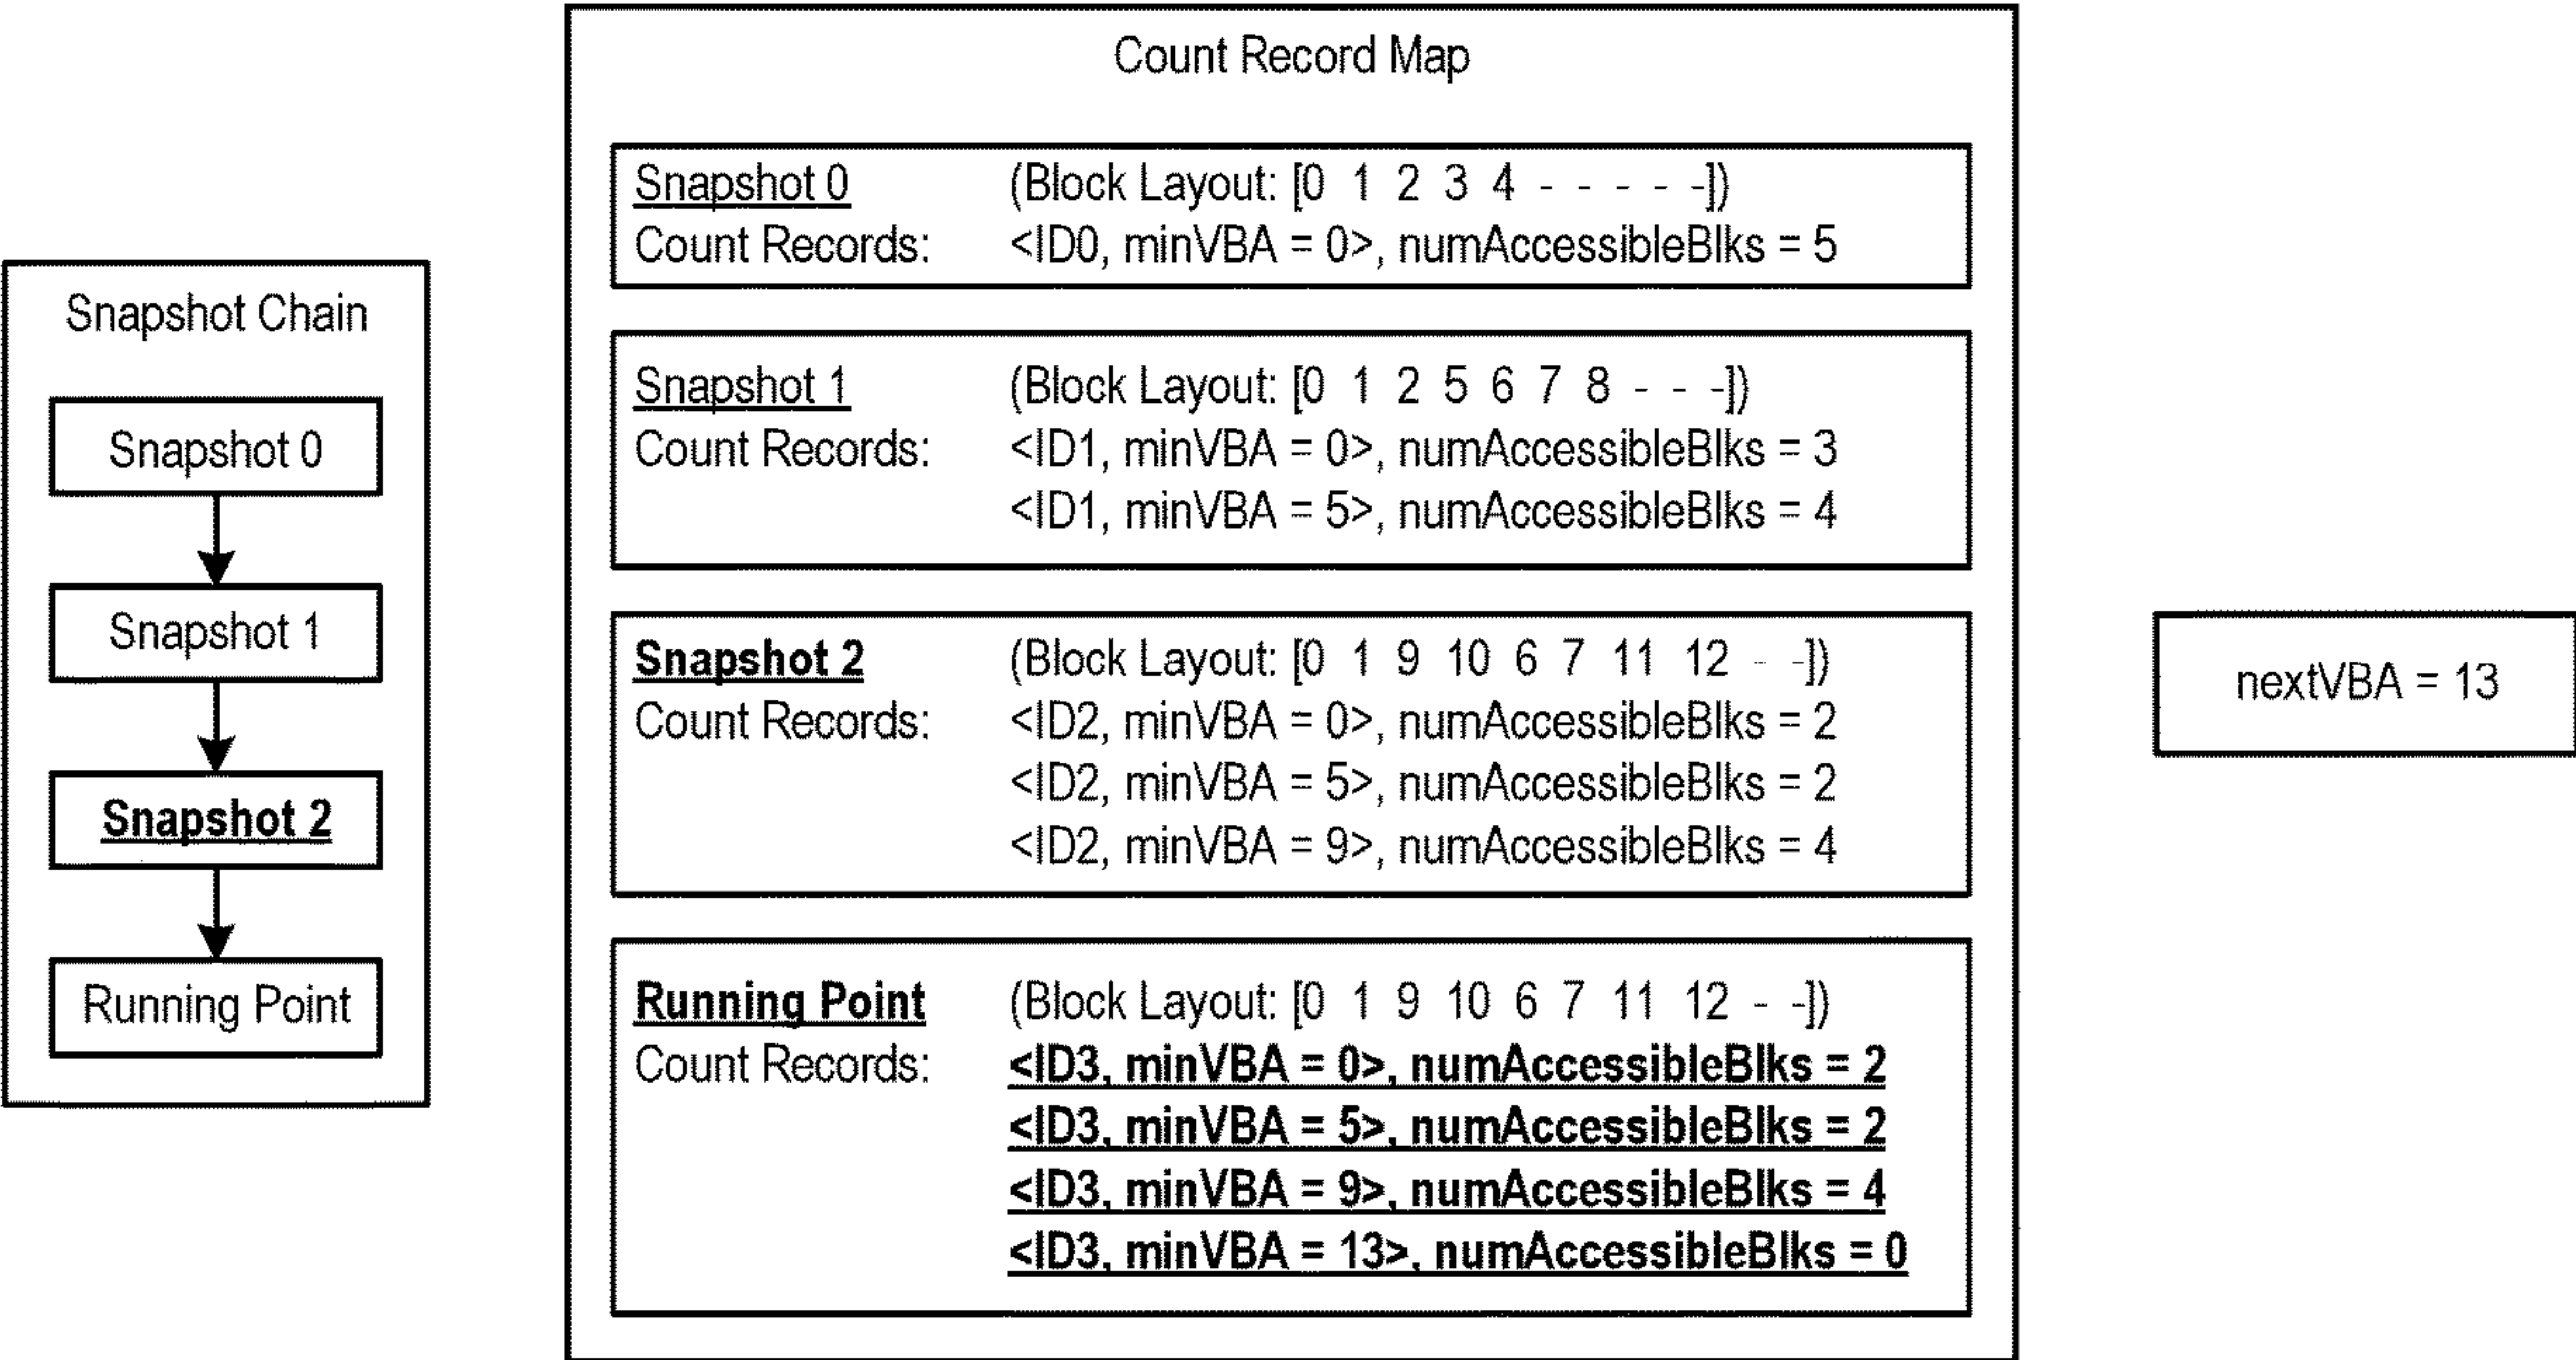 Snapshot Chain
Snapshot 0
Snapshot 1
Snapshot 2
Running Point
Count Record Map
Snapshot 0 (Block Layout: [0 1 2 3 4 - - - - -])
Count Records: <ID0, minVBA = 0>, numAccessibleBlks = 5
Snapshot 1 (Block Layout: [0 1 2 5 6 7 8 - - -])
Count Records: <ID1, minVBA = 0>, numAccessibleBlks = 3
<ID1, minVBA = 5>, numAccessibleBlks = 4
Snapshot 2 (Block Layout: [0 1 9 10 6 7 11 12 - -])
Count Records: <ID2, minVBA = 0>, numAccessibleBlks = 2
<ID2, minVBA = 5>, numAccessibleBlks = 2
<ID2, minVBA = 9>, numAccessibleBlks = 4
Running Point (Block Layout: [0 1 9 10 6 7 11 12 - -])
Count Records: <ID3, minVBA = 0>, numAccessibleBlks = 2
<ID3, minVBA = 5>, numAccessibleBlks = 2
<ID3, minVBA = 9>, numAccessibleBlks = 4
<ID3, minVBA = 13>, numAccessibleBlks = 0
nextVBA = 13